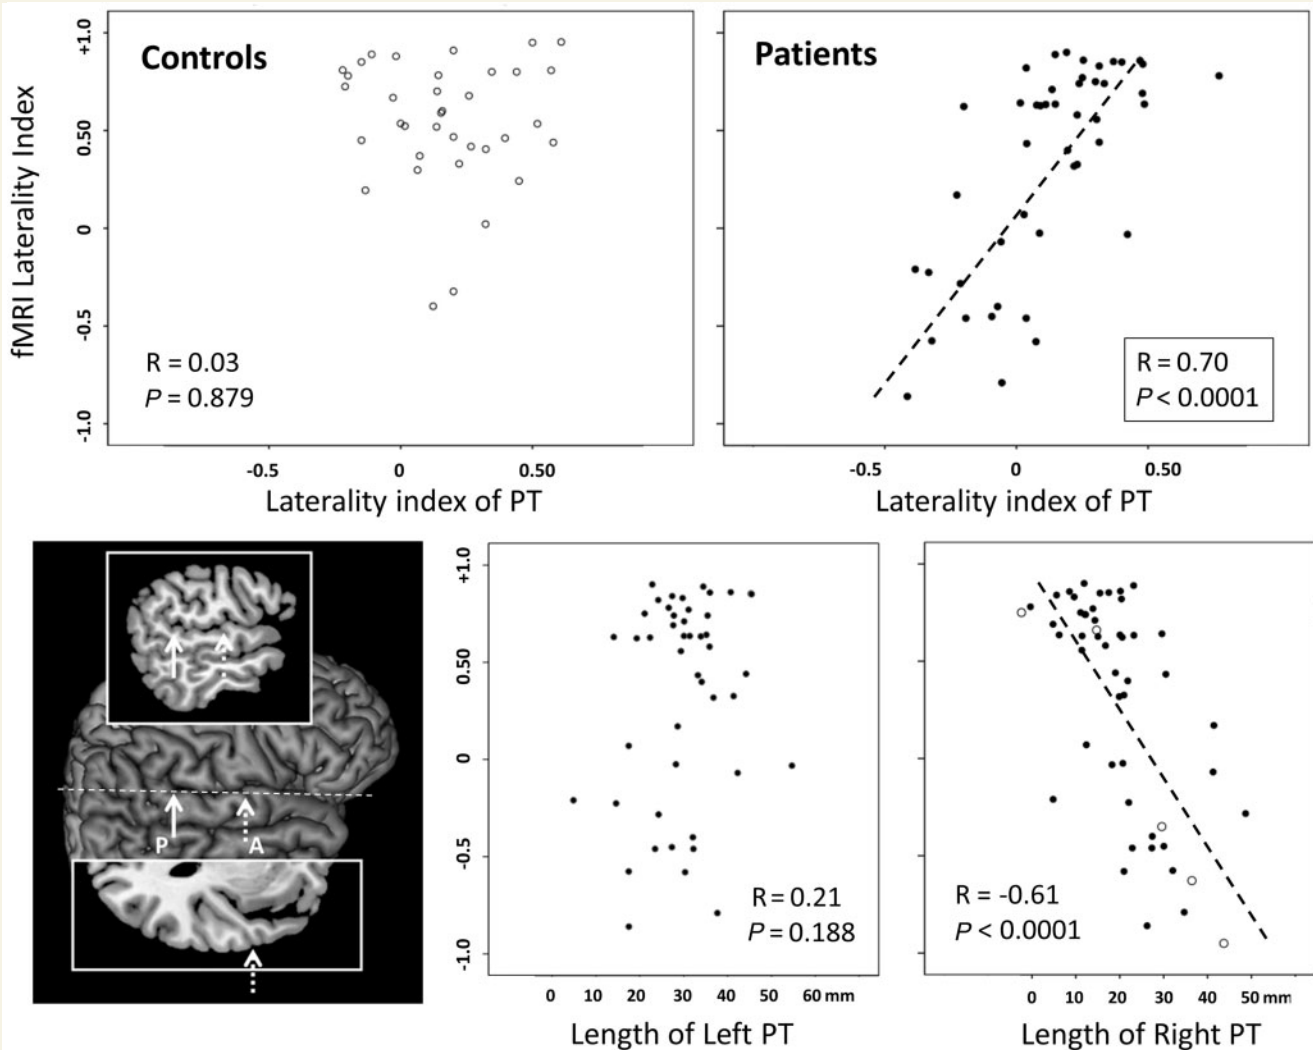 Controls
Patients
fMRI Laterality Index
+1.0
0.50
0
-0.5
-1.0
R = 0.03
P = 0.879
R = 0.70
P < 0.0001
-0.5 0 0.50
-0.5 0 0.50
Laterality index of PT
Laterality index of PT
P A
+1.0
0.50
0
-0.5
-1.0
R = 0.21
P = 0.188
R = -0.61
P < 0.0001
0 10 20 30 40 50 60 mm
0 10 20 30 40 50 mm
Length of Left PT
Length of Right PT